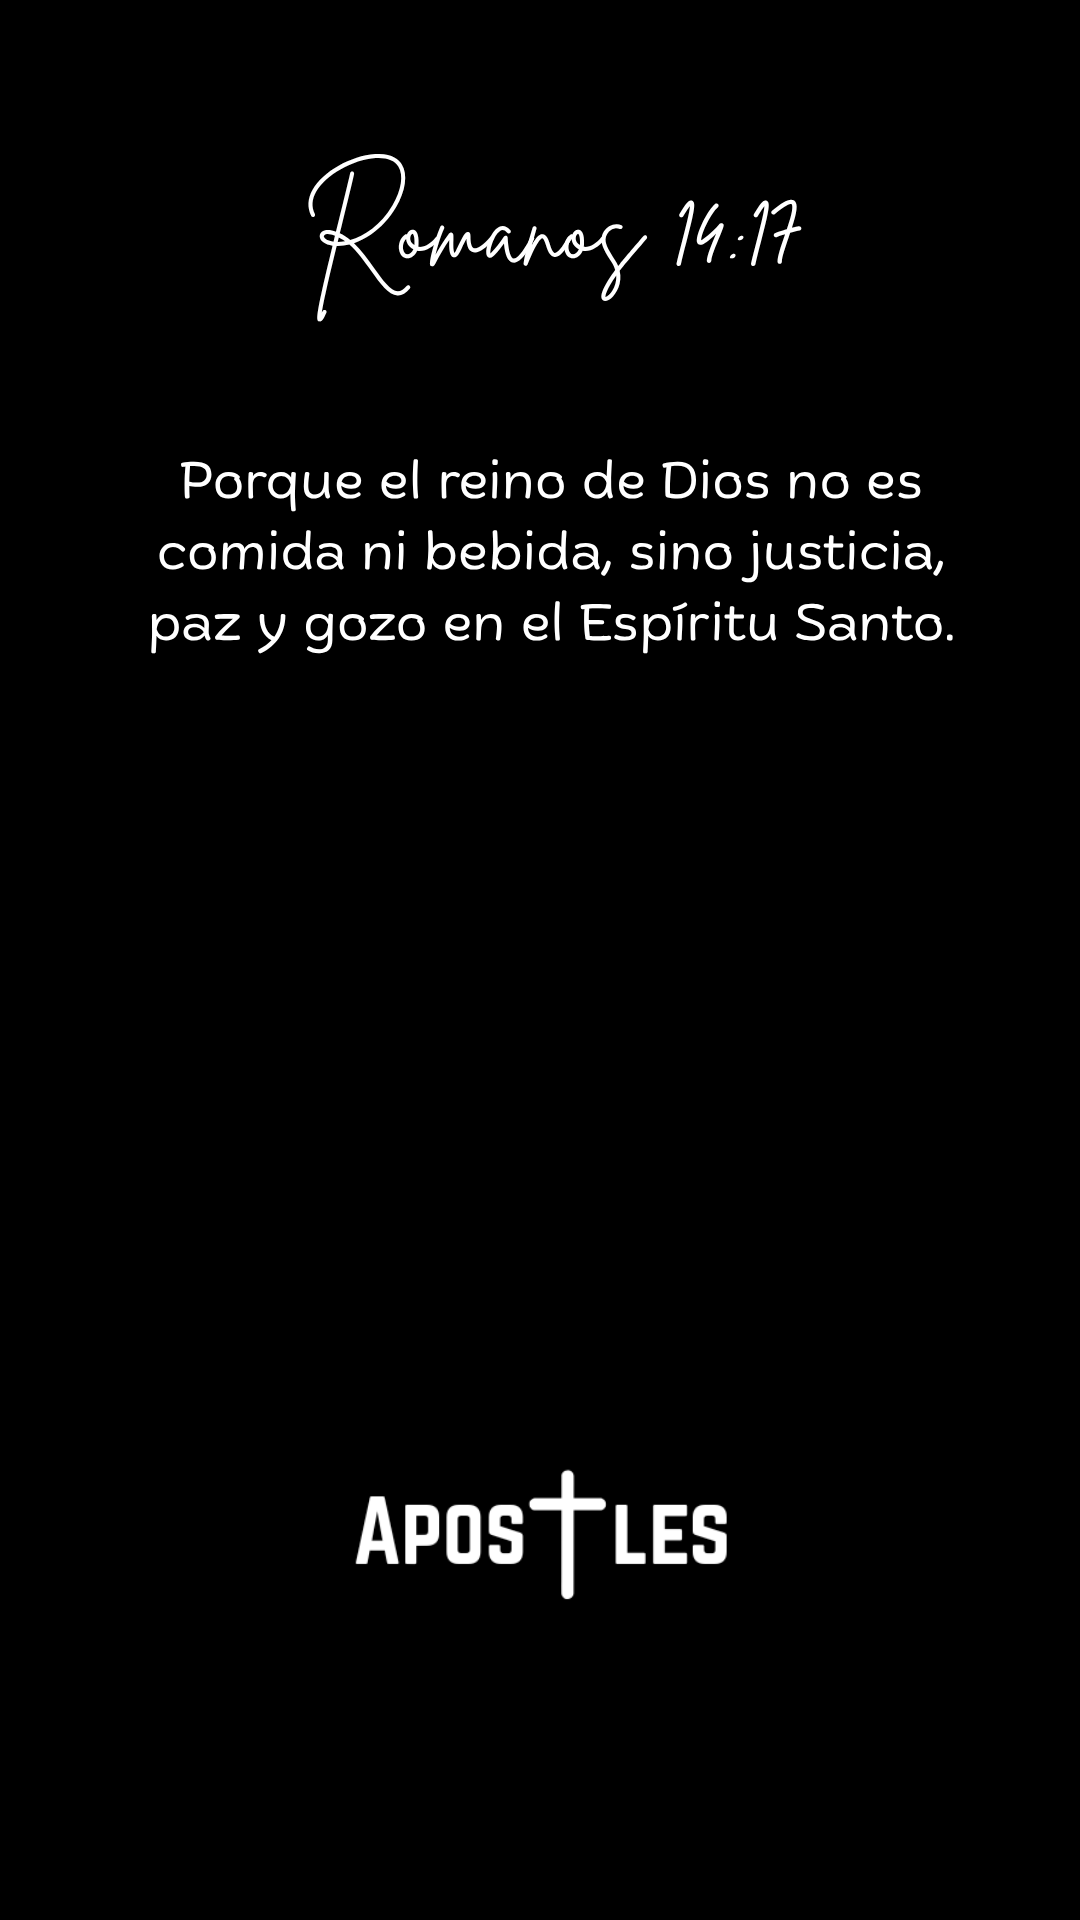 Romanos 14:17
Porque el reino de Dios no es
comida ni bebida, sino justicia,
paz y gozo en el Espíritu Santo.
APOSTLES